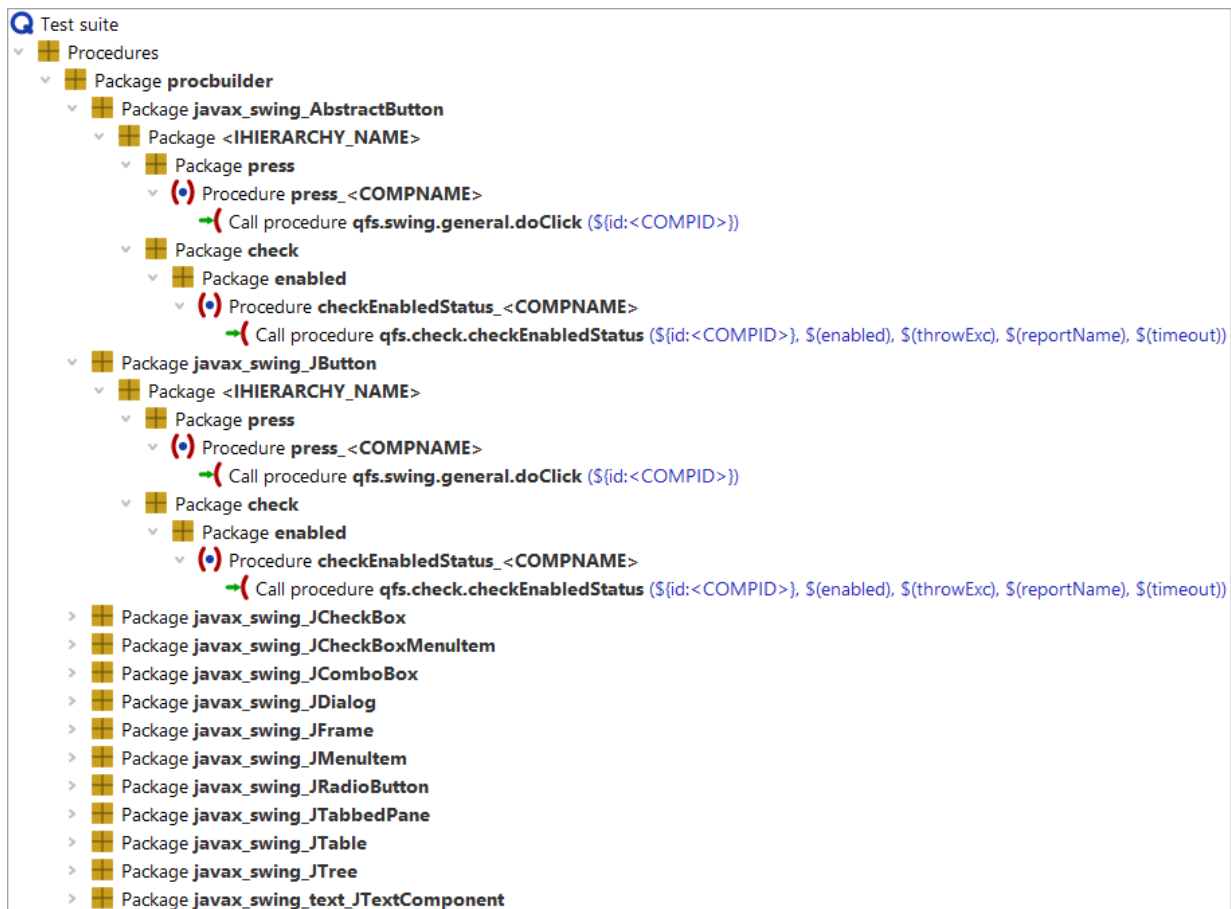 Test suite
Procedures
Package procbuilder
Package javax_swing_AbstractButton
Package <IHIERARCHY_NAME>
Package press
Procedure press_<COMPNAME>
Call procedure qfs.swing.general.doClick (${id:<COMPID>})
Package check
Package enabled
Procedure checkEnabledStatus_<COMPNAME>
Call procedure qfs.check.checkEnabledStatus (${id:<COMPID>}, $(enabled), $(throwExc), $(reportName), $(timeout))
Package javax_swing_JButton
Package <IHIERARCHY_NAME>
Package press
Procedure press_<COMPNAME>
Call procedure qfs.swing.general.doClick (${id:<COMPID>})
Package check
Package enabled
Procedure checkEnabledStatus_<COMPNAME>
Call procedure qfs.check.checkEnabledStatus (${id:<COMPID>}, $(enabled), $(throwExc), $(reportName), $(timeout))
Package javax_swing_JCheckBox
Package javax_swing_JCheckBoxMenuItem
Package javax_swing_JComboBox
Package javax_swing_JDialog
Package javax_swing_JFrame
Package javax_swing_JMenuItem
Package javax_swing_JRadioButton
Package javax_swing_JTabbedPane
Package javax_swing_JTable
Package javax_swing_JTree
Package javax_swing_text_JTextComponent